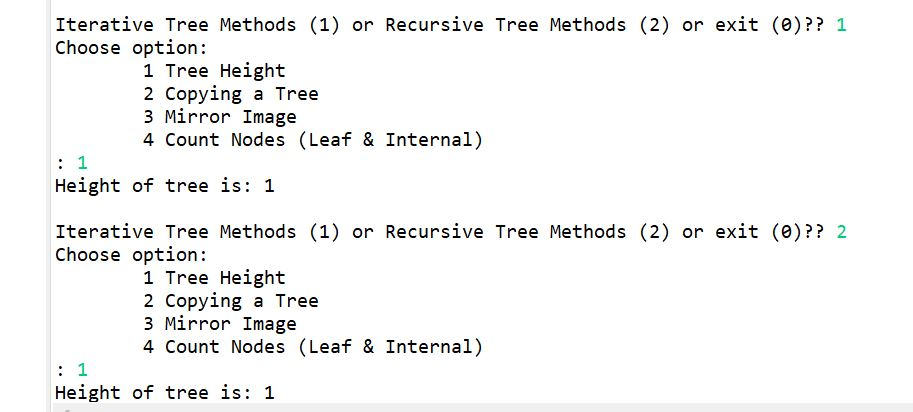 Iterative Tree Methods (1) or Recursive Tree Methods (2) or exit (0)?? 1
Choose option:
1 Tree Height
2 Copying a Tree
3 Mirror Image
4 Count Nodes (Leaf & Internal)
: 1
Height of tree is: 1
Iterative Tree Methods (1) or Recursive Tree Methods (2) or exit (0)?? 2
Choose option:
1 Tree Height
2 Copying a Tree
3 Mirror Image
4 Count Nodes (Leaf & Internal)
: 1
Height of tree is: 1